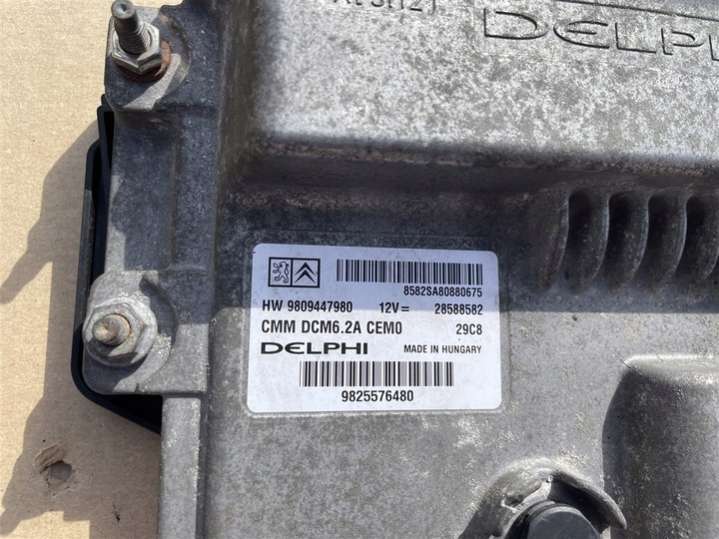 DELPHI
8582SA80880675
HW 9809447980 12V= 28588582
CMM DCM6.2A CEM0 29C8
DELPHI MADE IN HUNGARY
9825576480